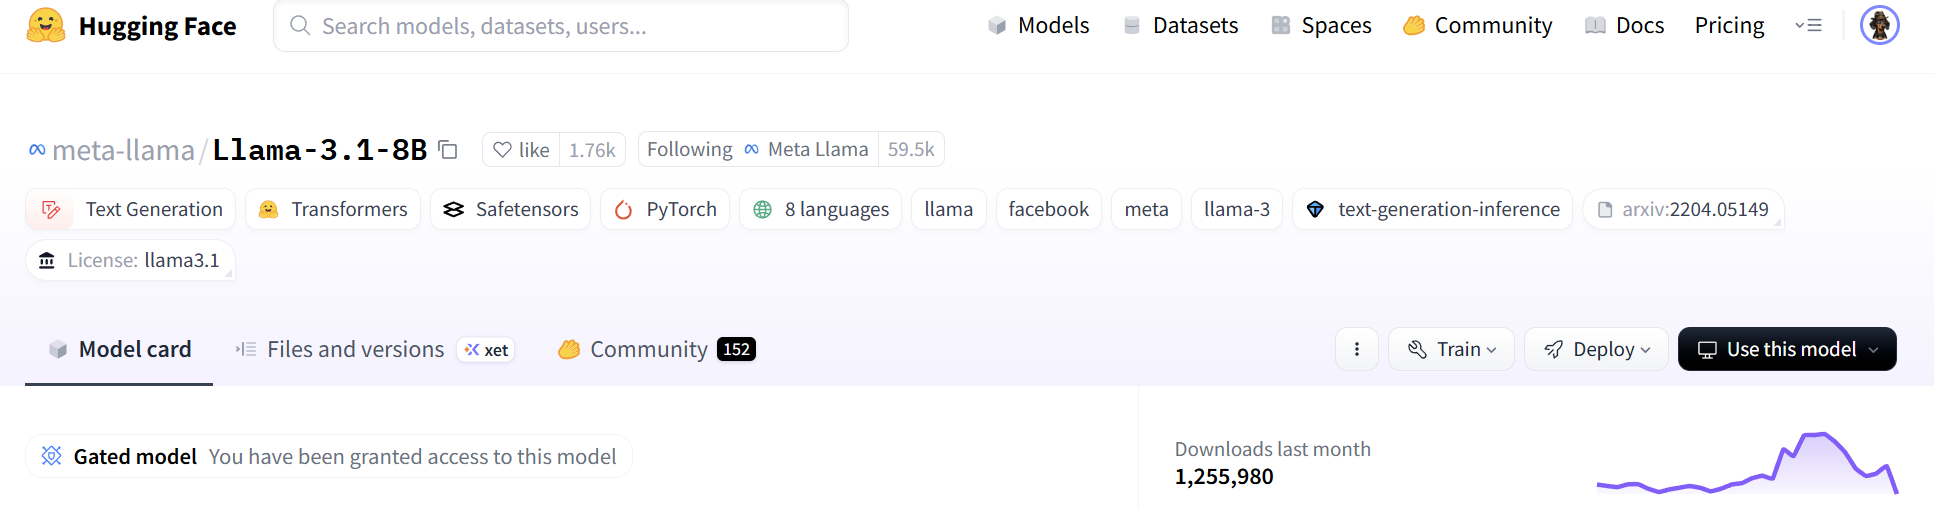 Hugging Face Search models, datasets, users... Models Datasets Spaces Community Docs Pricing
meta-llama/Llama-3.1-8B like 1.76k Following Meta Llama 59.5k
Text Generation Transformers Safetensors PyTorch 8 languages llama facebook meta llama-3 text-generation-inference arxiv:2204.05149
License: llama3.1
Model card Files and versions xet Community 152 Train Deploy Use this model
Gated model You have been granted access to this model
Downloads last month
1,255,980